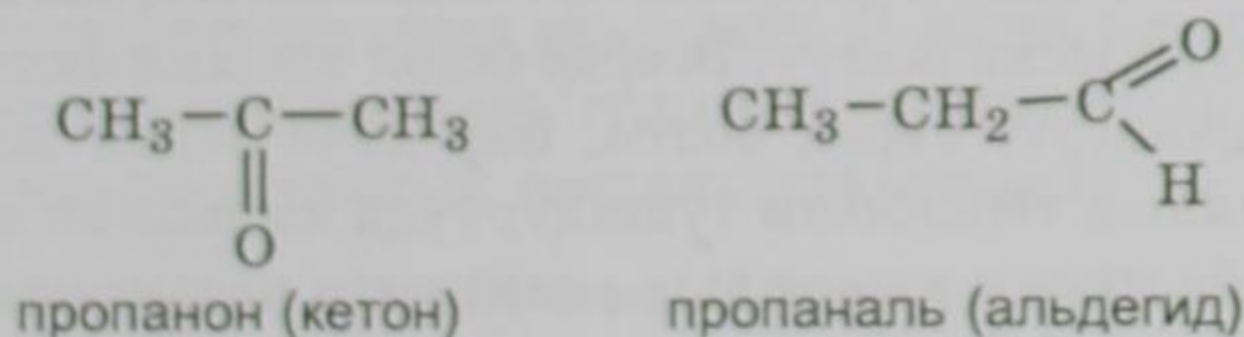 CH₃–C–CH₃
||
O
пропанон (кетон)
CH₃–CH₂–C
O
H
пропаналь (альдегид)